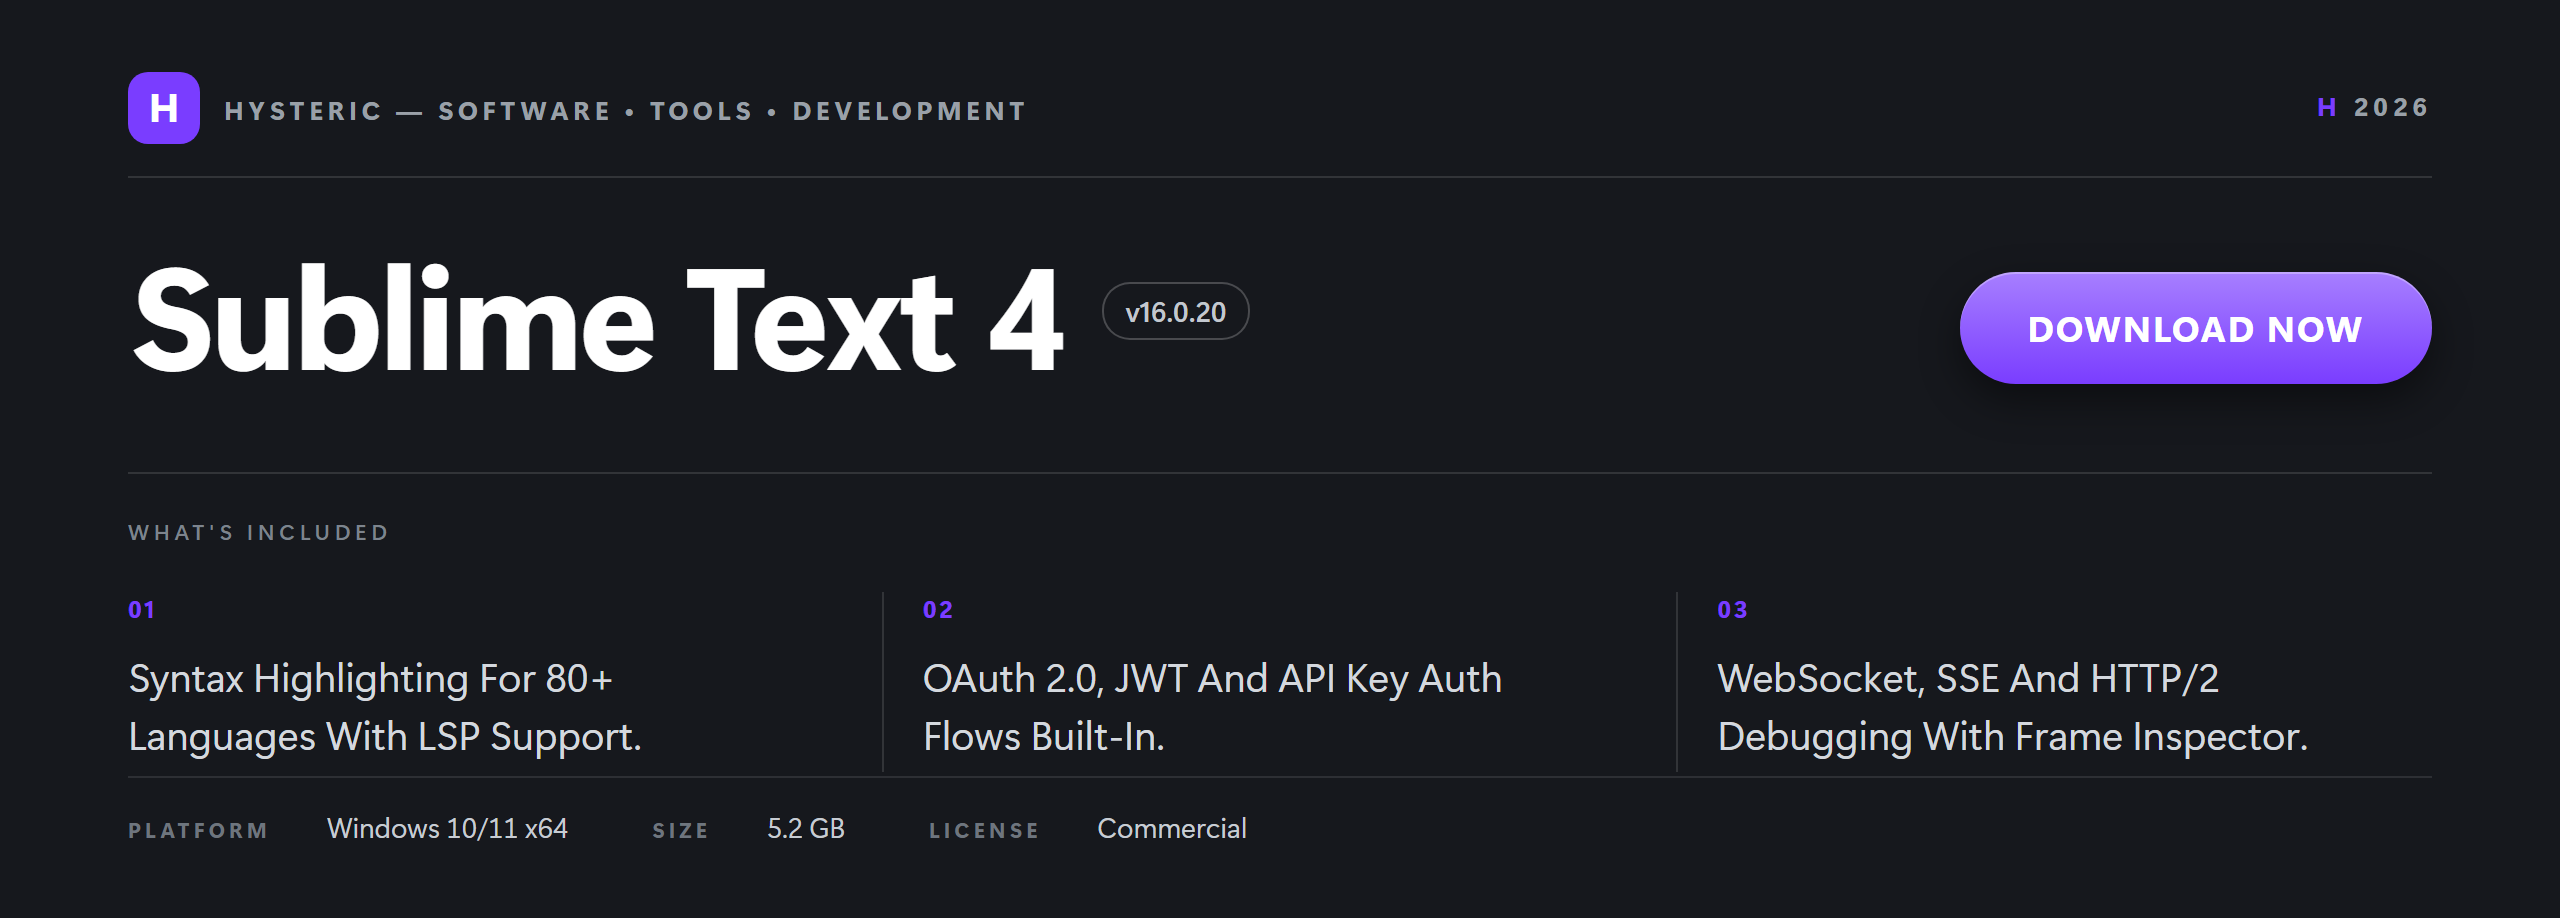 H HYSTERIC — SOFTWARE • TOOLS • DEVELOPMENT
H 2026
Sublime Text 4 v16.0.20
DOWNLOAD NOW
WHAT'S INCLUDED
01
Syntax Highlighting For 80+
Languages With LSP Support.
02
OAuth 2.0, JWT And API Key Auth
Flows Built-In.
03
WebSocket, SSE And HTTP/2
Debugging With Frame Inspector.
PLATFORM Windows 10/11 x64 SIZE 5.2 GB LICENSE Commercial